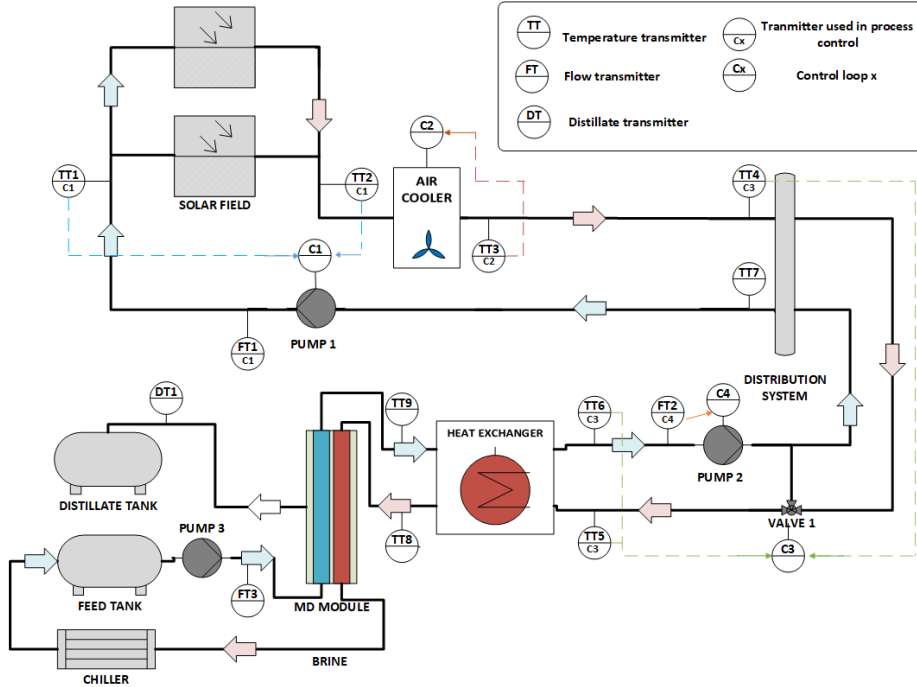 TT
Temperature transmitter
Cx
Tranmitter used in process
control
FT
Flow transmitter
Cx
Control loop x
DT
Distillate transmitter
C2
TT1
C1
TT2
C1
AIR
COOLER
TT4
C3
SOLAR FIELD
C1
TT3
C2
TT7
FT1
C1
PUMP 1
DISTRIBUTION
SYSTEM
DT1
TT9
HEAT EXCHANGER
TT6
C3
FT2
C4
C4
PUMP 2
DISTILLATE TANK
PUMP 3
TT8
TT5
C3
VALVE 1
C3
FEED TANK
FT3
MD MODULE
BRINE
CHILLER